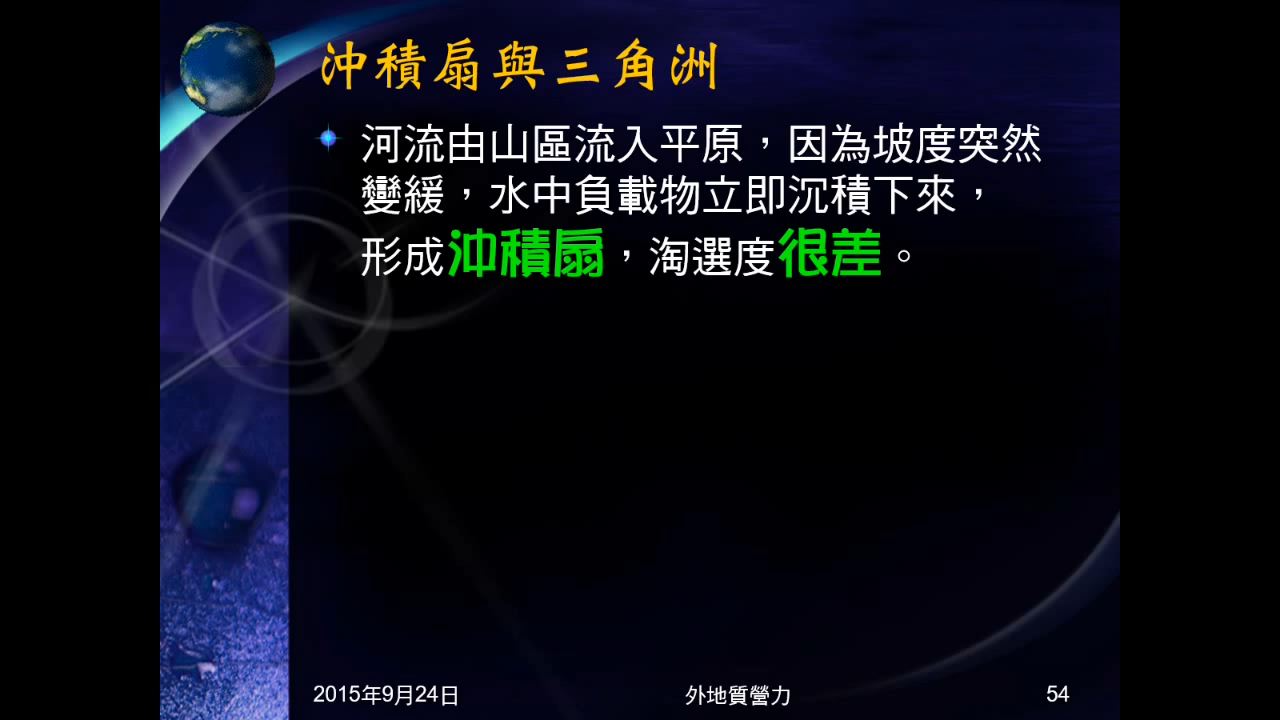 沖積扇與三角洲
河流由山區流入平原，因為坡度突然
變緩，水中負載物立即沉積下來，
形成沖積扇，淘選度很差。
2015年9月24日
外地質營力
54